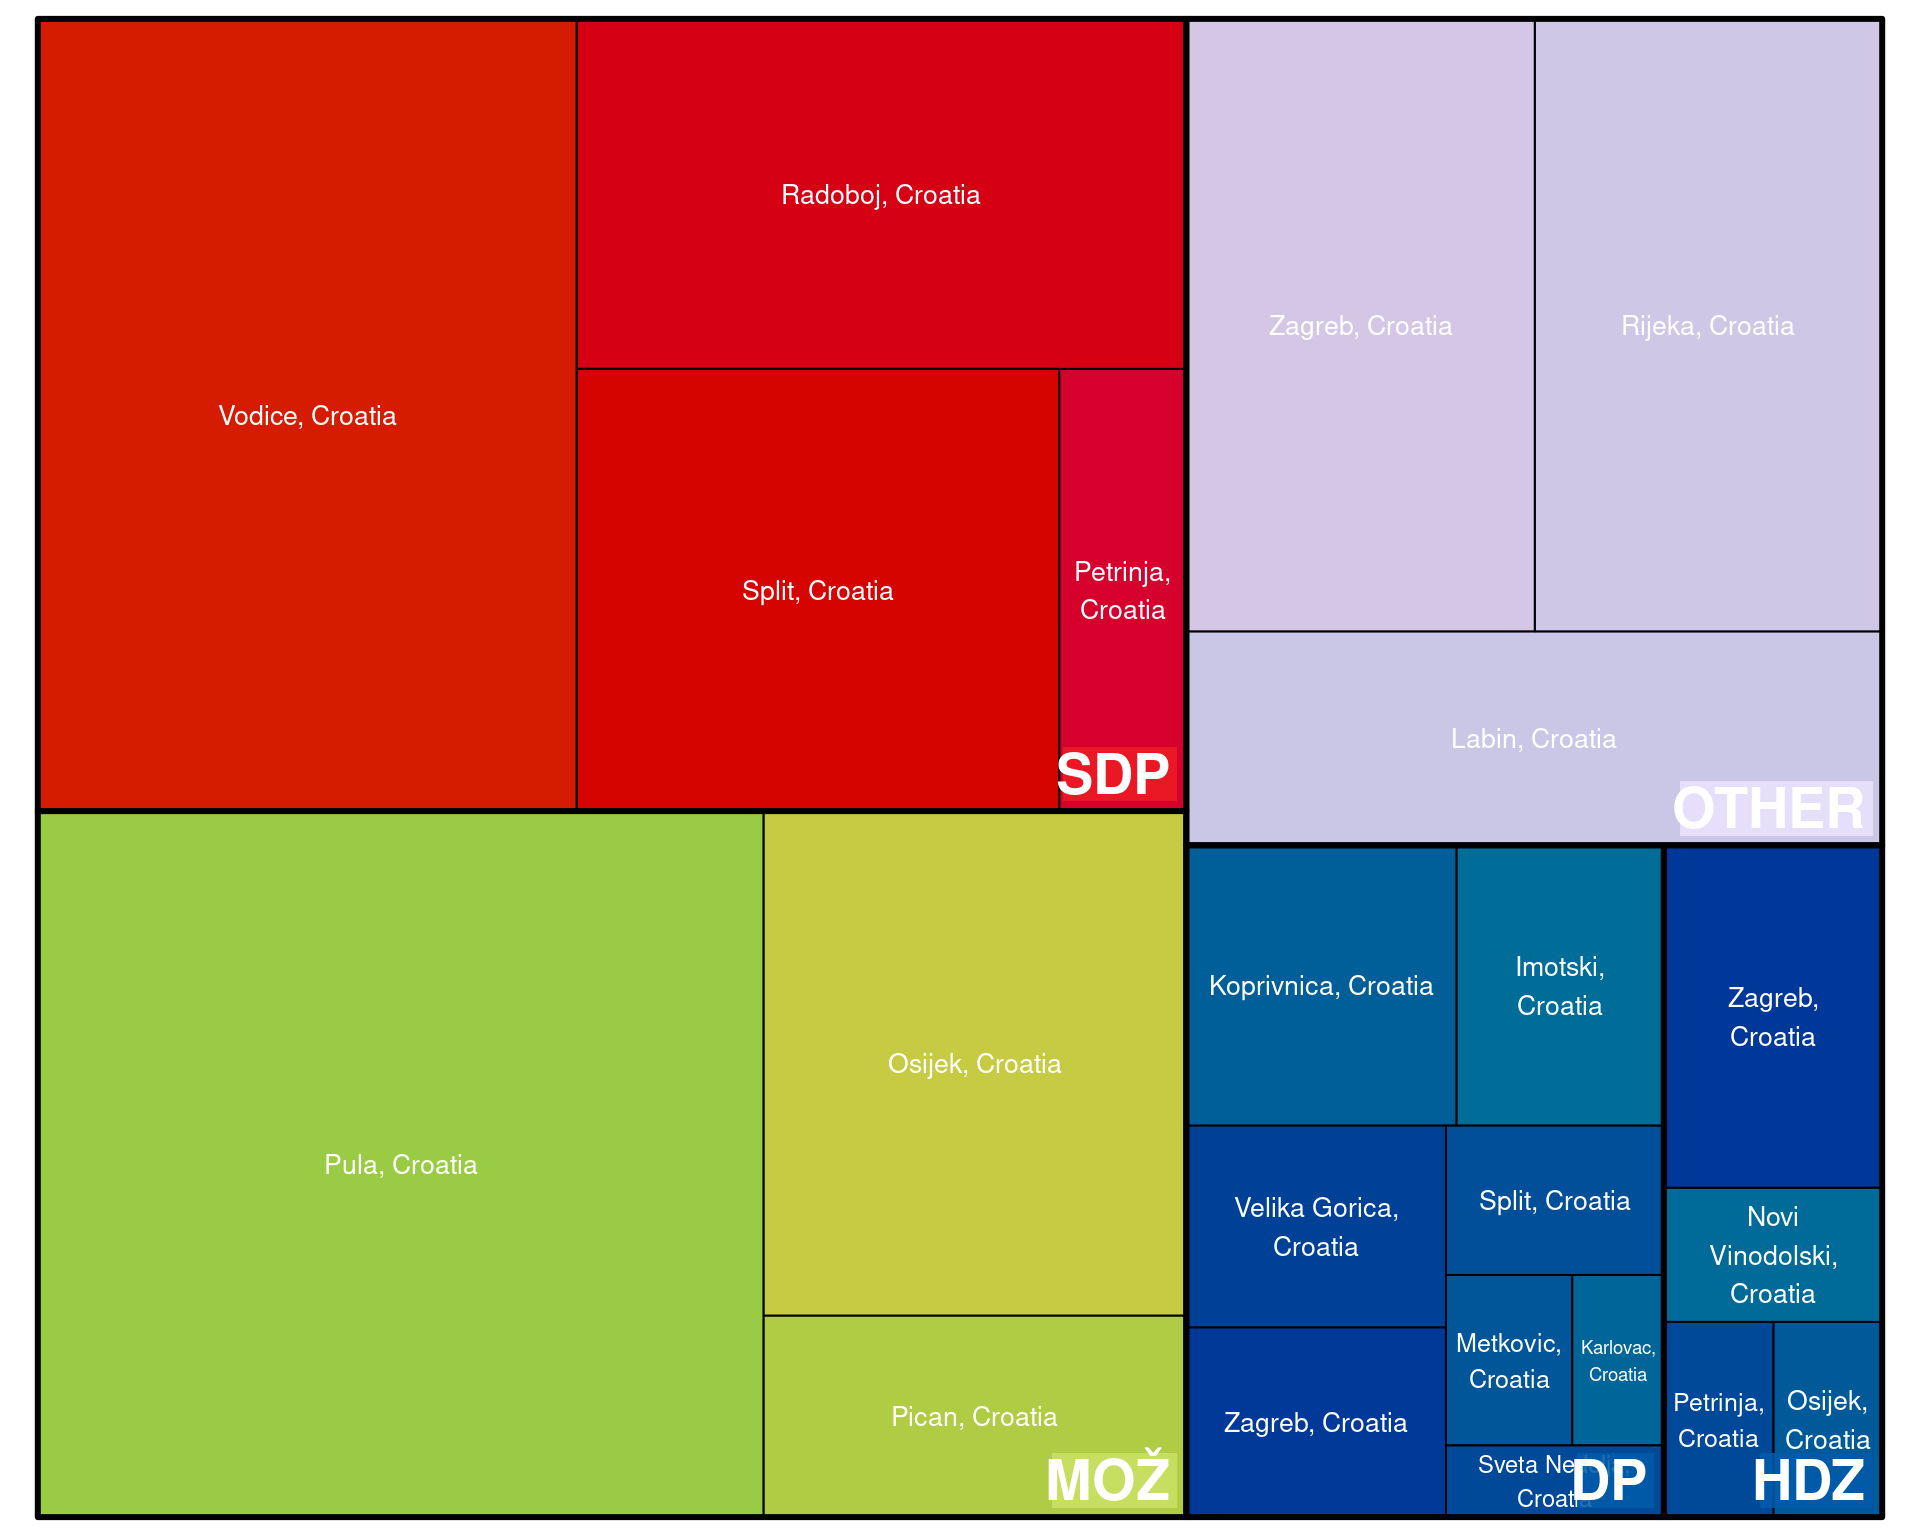 Vodice, Croatia
Radoboj, Croatia
Split, Croatia
Petrinja,
Croatia
SDP
Zagreb, Croatia
Rijeka, Croatia
Labin, Croatia
OTHER
Pula, Croatia
Osijek, Croatia
Pican, Croatia
MOŽ
Koprivnica, Croatia
Imotski,
Croatia
Velika Gorica,
Croatia
Split, Croatia
Metkovic,
Croatia
Karlovac,
Croatia
Zagreb, Croatia
Sveta
Croatia
DP
Zagreb,
Croatia
Novi
Vinodolski,
Croatia
Petrinja,
Croatia
Osijek,
Croatia
HDZ